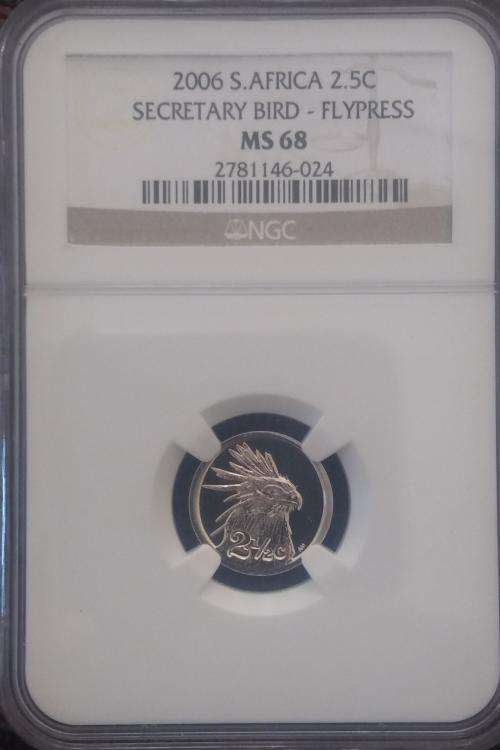 2006 S.AFRICA 2.5C
SECRETARY BIRD - FLYPRESS
MS 68
2781146-024
NGC
2½c